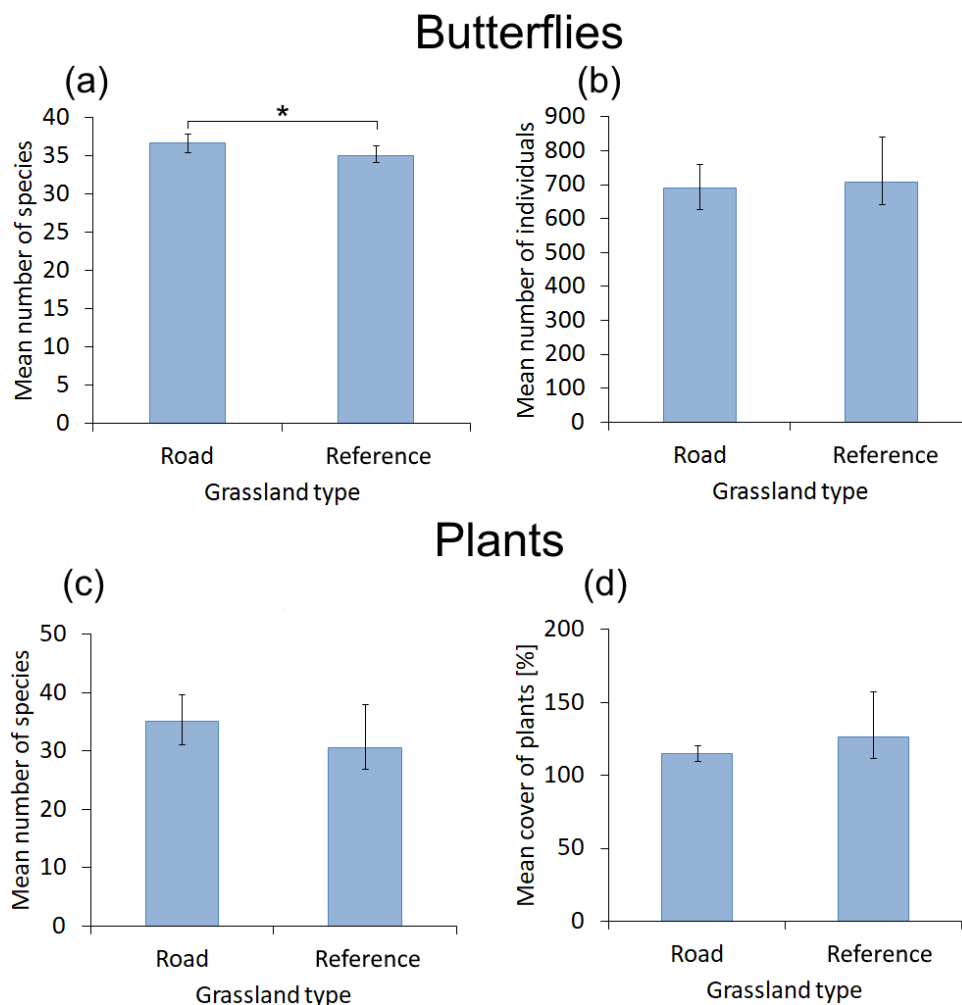 Butterflies
(a)
*
Mean number of species
40
35
30
25
20
15
10
5
0
Road
Reference
Grassland type
(b)
Mean number of individuals
900
800
700
600
500
400
300
200
100
0
Road
Reference
Grassland type
Plants
(c)
Mean number of species
50
40
30
20
10
0
Road
Reference
Grassland type
(d)
Mean cover of plants [%]
200
150
100
50
0
Road
Reference
Grassland type